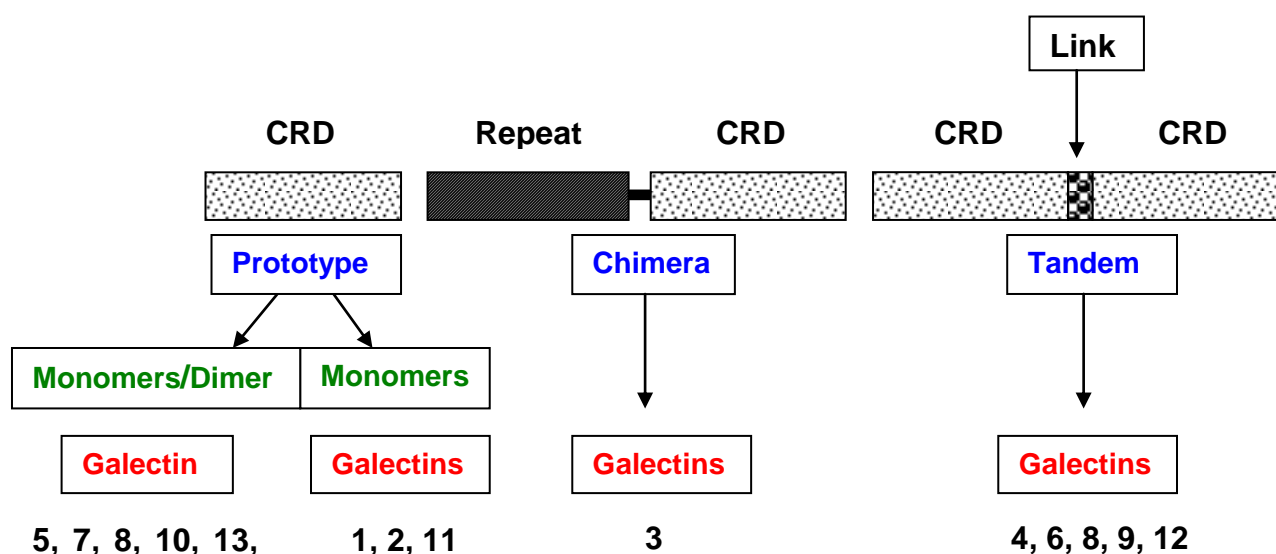 Link
CRD Repeat CRD CRD CRD
Prototype Chimera Tandem
Monomers/Dimer Monomers
Galectin Galectins Galectins Galectins
5, 7, 8, 10, 13, 1, 2, 11 3 4, 6, 8, 9, 12